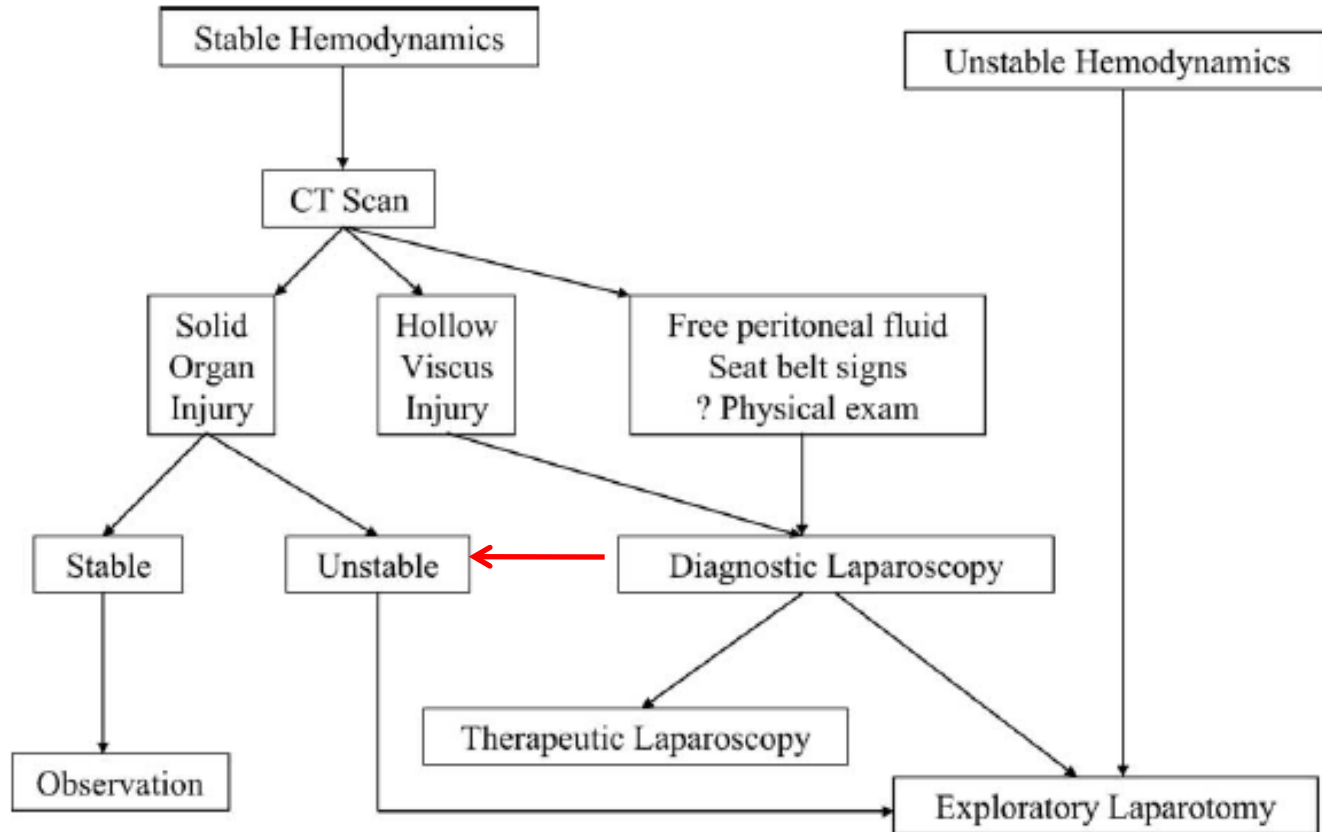 Stable Hemodynamics
Unstable Hemodynamics
CT Scan
Solid
Organ
Injury
Hollow
Viscus
Injury
Free peritoneal fluid
Seat belt signs
? Physical exam
Stable
Unstable
Diagnostic Laparoscopy
Therapeutic Laparoscopy
Observation
Exploratory Laparotomy